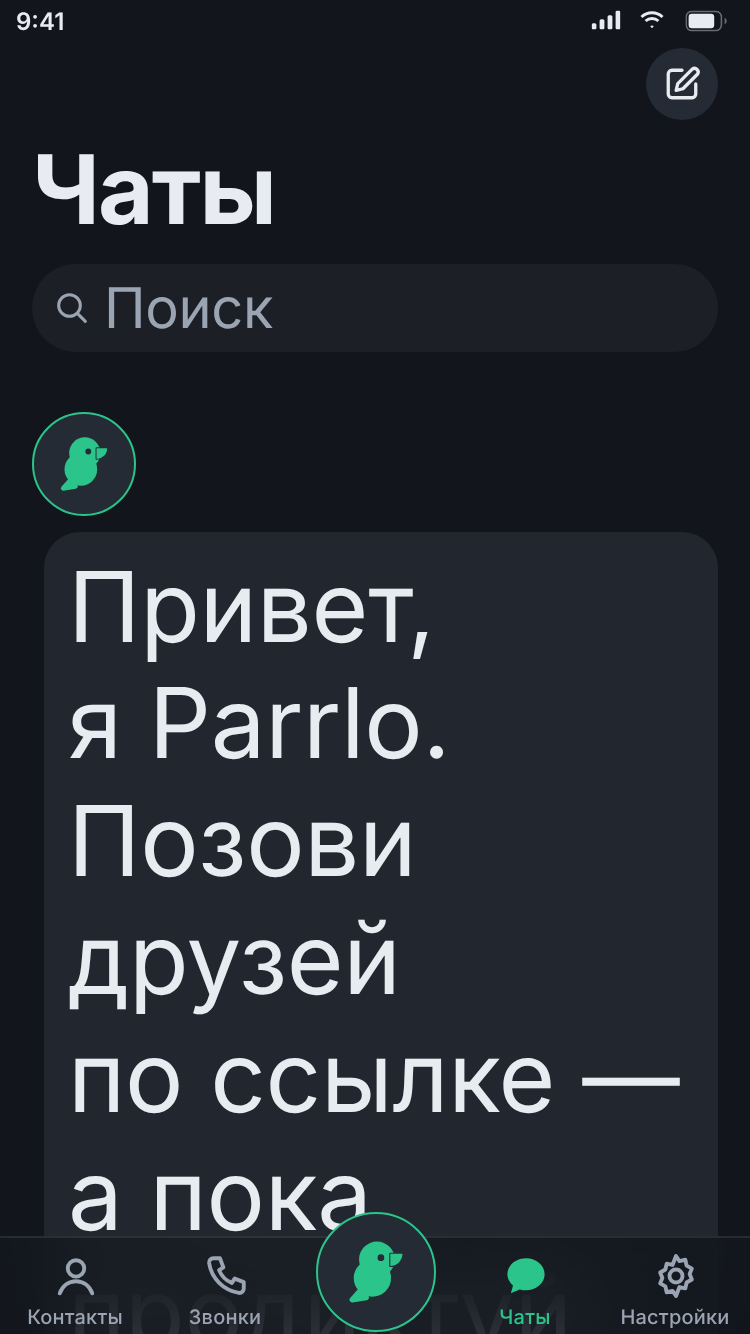 9:41
Чаты
Поиск
Привет,
я Parrlo.
Позови
друзей
по ссылке —
а пока
Контакты
Звонки
Чаты
Настройки